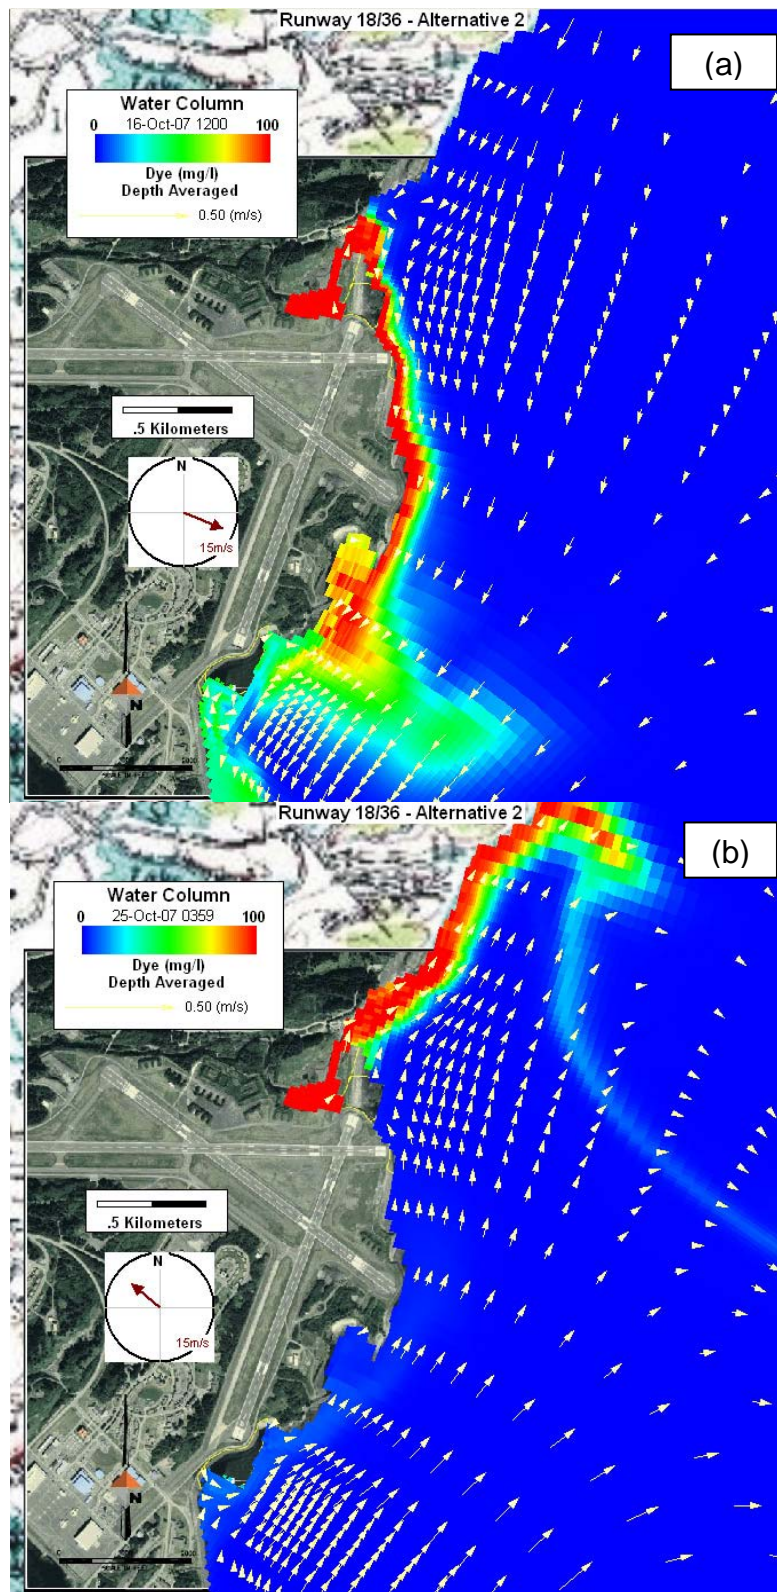 Runway 18/36 - Alternative 2
(a)
Water Column
0 16-Oct-07 1200 100
Dye (mg/l)
Depth Averaged
0.50 (m/s)
.5 Kilometers
N
15m/s
N
Runway 18/36 - Alternative 2
(b)
Water Column
0 25-Oct-07 0359 100
Dye (mg/l)
Depth Averaged
0.50 (m/s)
.5 Kilometers
N
15m/s
N